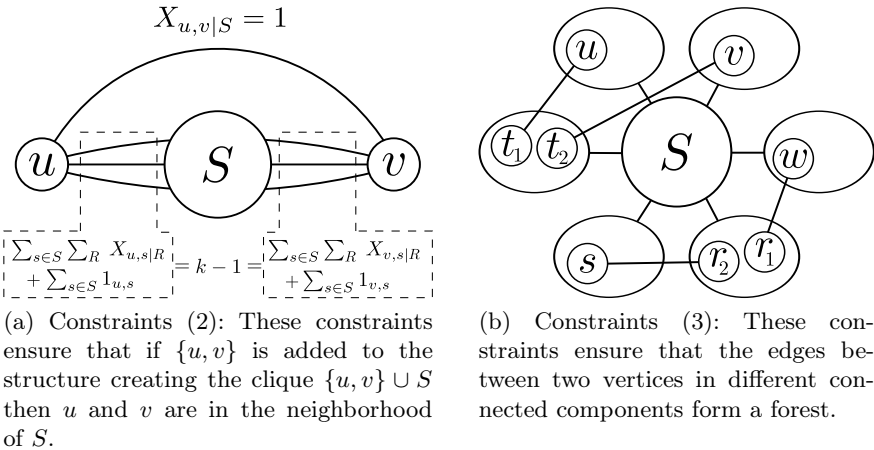 X_{u,v|S} = 1
u
S
v
∑_{s∈S} ∑_R X_{u,s|R}
+ ∑_{s∈S} 1_{u,s}
= k − 1 =
∑_{s∈S} ∑_R X_{v,s|R}
+ ∑_{s∈S} 1_{v,s}
(a) Constraints (2): These constraints
ensure that if {u, v} is added to the
structure creating the clique {u, v} ∪ S
then u and v are in the neighborhood
of S.
u
v
t_1
t_2
S
w
s
r_2
r_1
(b) Constraints (3): These con-
straints ensure that the edges be-
tween two vertices in different con-
nected components form a forest.